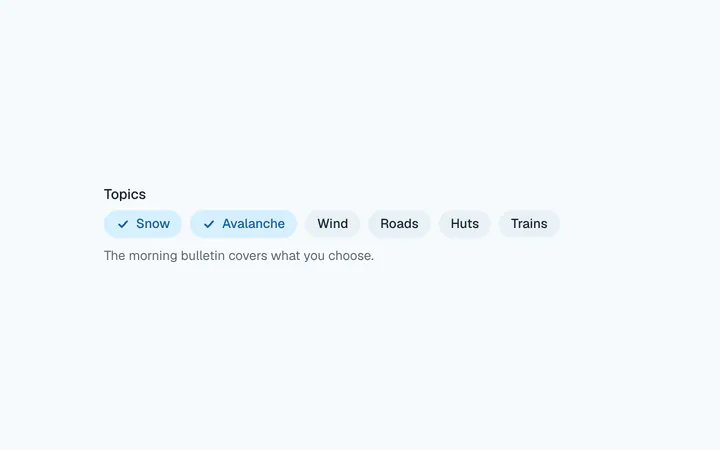 Topics
Snow Avalanche Wind Roads Huts Trains
The morning bulletin covers what you choose.